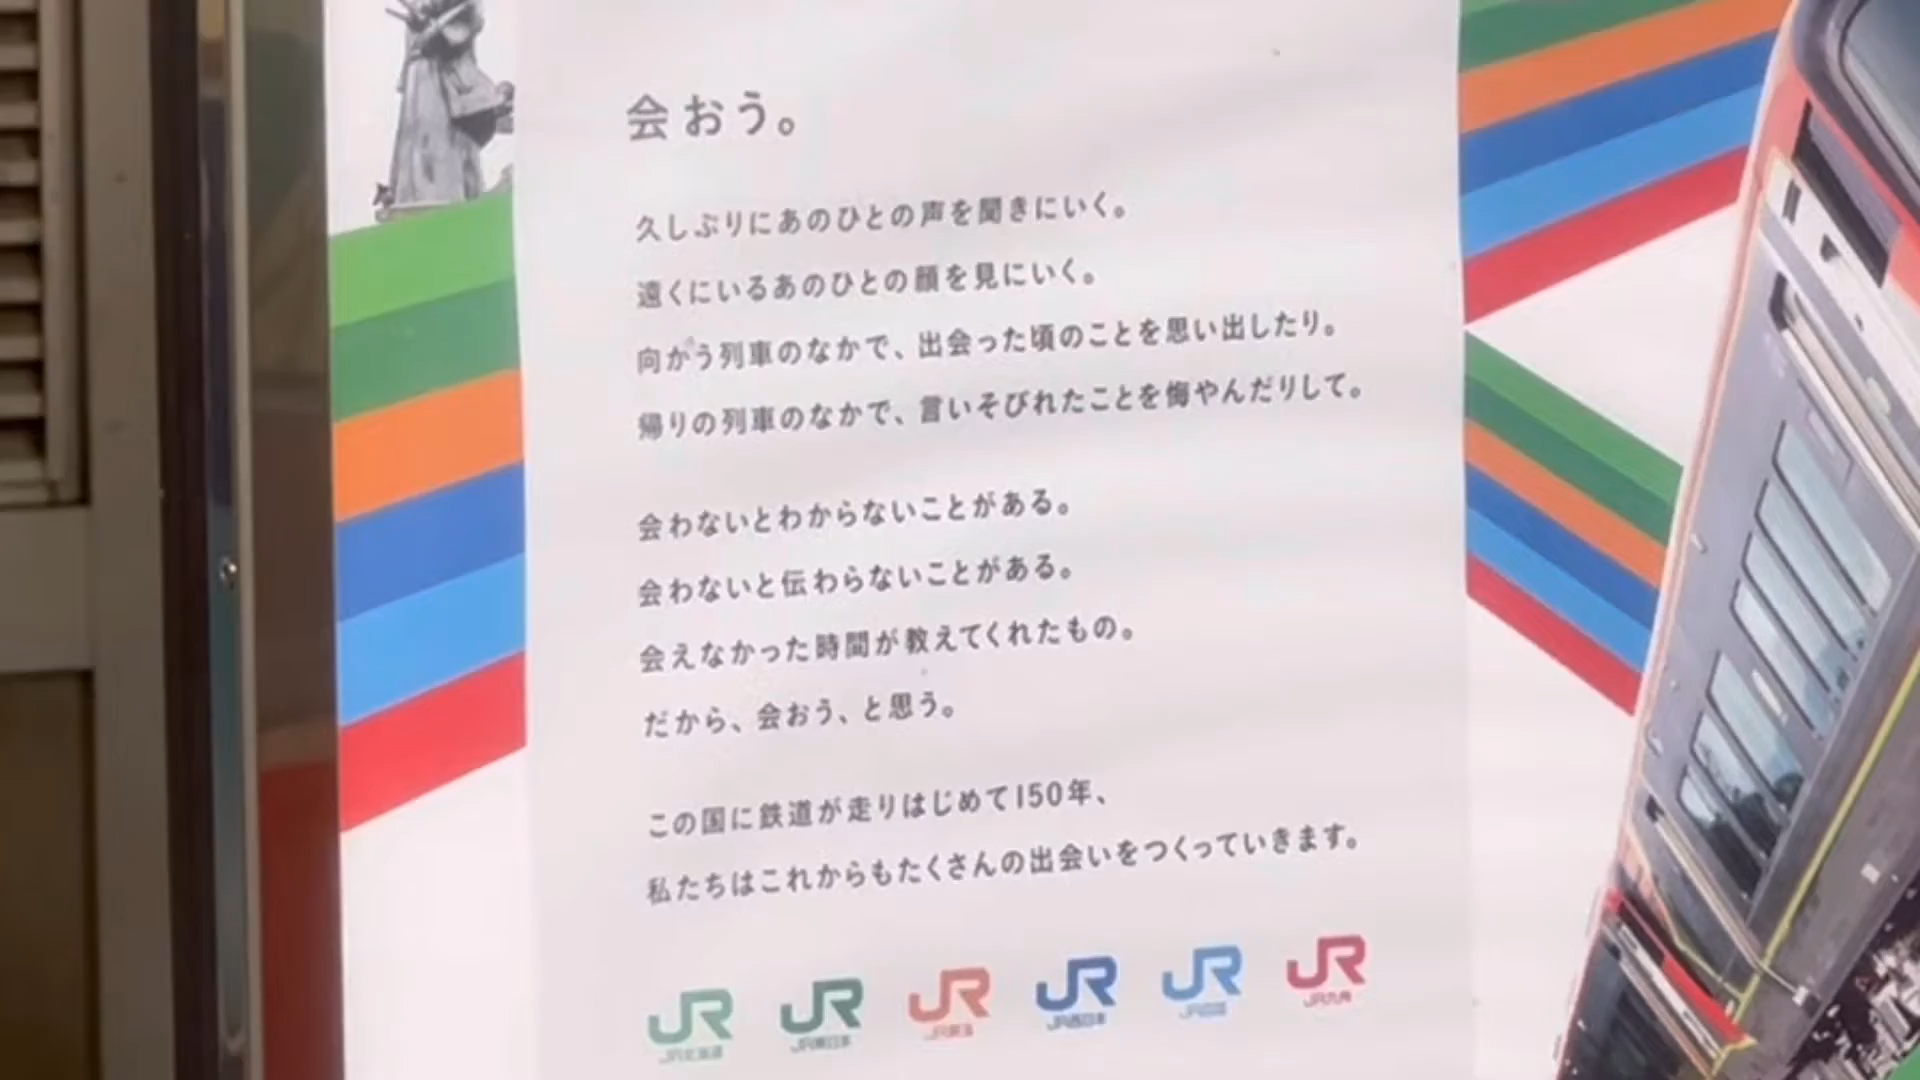 会おう。
久しぶりにあのひとの声を聞きにいく。
遠くにいるあのひとの顔を見にいく。
向かう列車のなかで、出会った頃のことを思い出したり。
帰りの列車のなかで、言いそびれたことを悔やんだりして。
会わないとわからないことがある。
会わないと伝わらないことがある。
会えなかった時間が教えてくれたもの。
だから、会おう、と思う。
この国に鉄道が走りはじめて150年、
私たちはこれからもたくさんの出会いをつくっていきます。
JR JR JR JR JR JR
JR北海道 JR東日本 JR東海 JR西日本 JR四国 JR九州